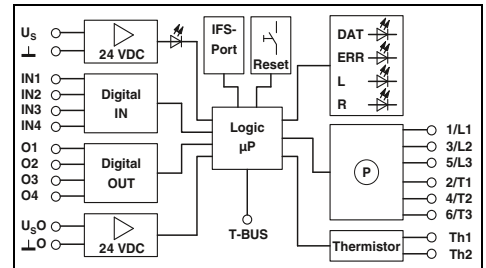 US
⊥
24 VDC
IFS-
Port
Reset
DAT
ERR
L
R
IN1
IN2
IN3
IN4
Digital
IN
Logic
µP
O1
O2
O3
O4
Digital
OUT
P
1/L1
3/L2
5/L3
2/T1
4/T2
6/T3
USO
⊥O
24 VDC
T-BUS
Thermistor
Th1
Th2